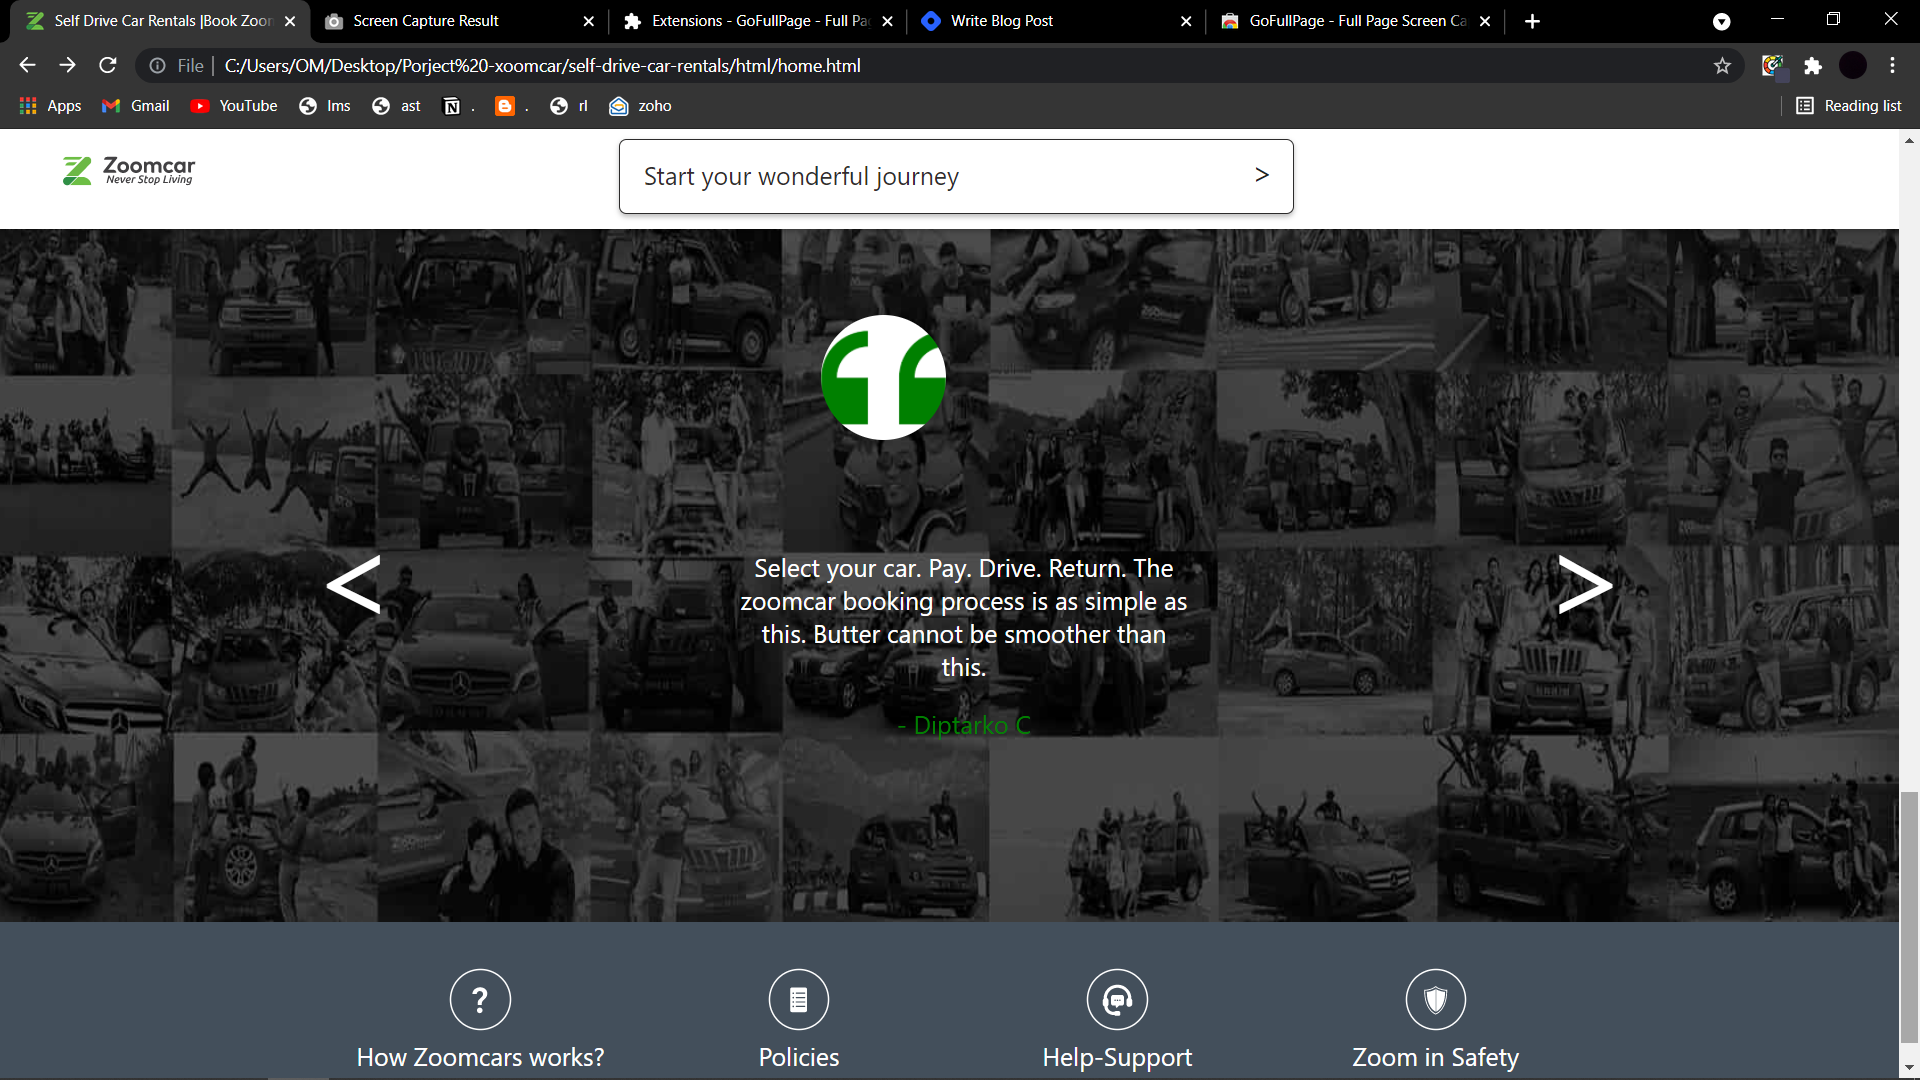 Self Drive Car Rentals |Book Zoon
Screen Capture Result
Extensions - GoFullPage - Full Pa
Write Blog Post
GoFullPage - Full Page Screen Ca
File
C:/Users/OM/Desktop/Porject%20-xoomcar/self-drive-car-rentals/html/home.html
Apps
Gmail
YouTube
lms
ast
.
.
rl
zoho
Reading list
Zoomcar
Never Stop Living
Start your wonderful journey
>
<
>
Select your car. Pay. Drive. Return. The
zoomcar booking process is as simple as
this. Butter cannot be smoother than
this.
- Diptarko C
How Zoomcars works?
Policies
Help-Support
Zoom in Safety